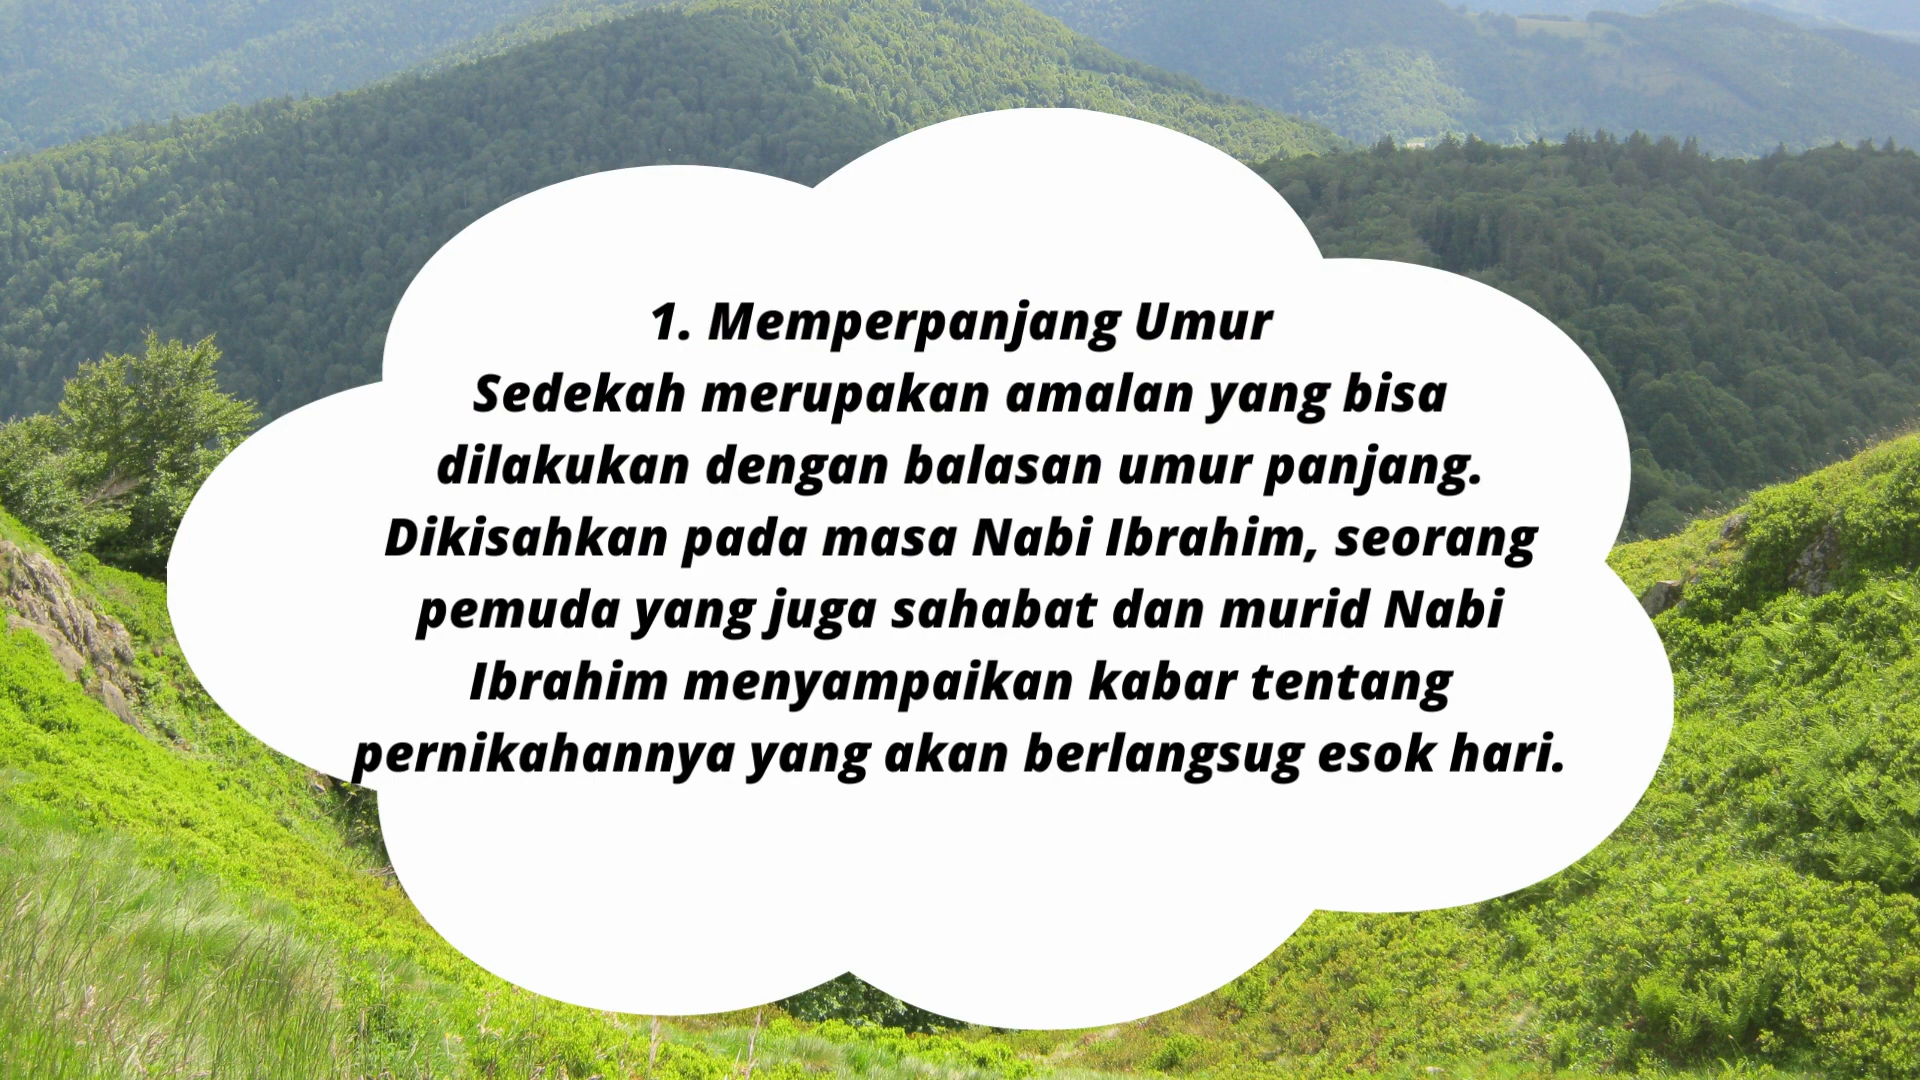 1. Memperpanjang Umur
Sedekah merupakan amalan yang bisa
dilakukan dengan balasan umur panjang.
Dikisahkan pada masa Nabi Ibrahim, seorang
pemuda yang juga sahabat dan murid Nabi
Ibrahim menyampaikan kabar tentang
pernikahannya yang akan berlangsug esok hari.